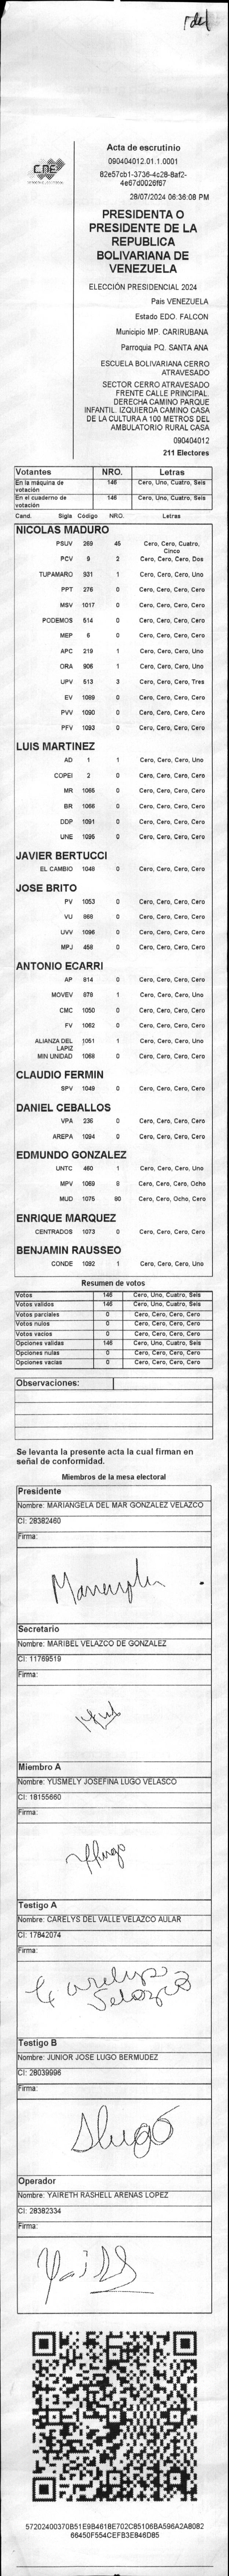 1 de 1
CNE
Acta de escrutinio
090404012.01.1.0001
82e57cb1-3736-4c28-8af2-
4e67d0026f67
28/07/2024 06:36:08 PM
PRESIDENTA O
PRESIDENTE DE LA
REPUBLICA
BOLIVARIANA DE
VENEZUELA
ELECCIÓN PRESIDENCIAL 2024
Pais VENEZUELA
Estado EDO. FALCON
Municipio MP. CARIRUBANA
Parroquia PQ. SANTA ANA
ESCUELA BOLIVARIANA CERRO
ATRAVESADO
SECTOR CERRO ATRAVESADO
FRENTE CALLE PRINCIPAL.
DERECHA CAMINO PARQUE
INFANTIL. IZQUIERDA CAMINO CASA
DE LA CULTURA A 100 METROS DEL
AMBULATORIO RURAL CASA
090404012
211 Electores
Votantes NRO. Letras
En la máquina de votación 146 Cero, Uno, Cuatro, Seis
En el cuaderno de votación 146 Cero, Uno, Cuatro, Seis
Cand. Sigla Código NRO. Letras
NICOLAS MADURO
PSUV 269 45 Cero, Cero, Cuatro, Cinco
PCV 9 2 Cero, Cero, Cero, Dos
TUPAMARO 931 1 Cero, Cero, Cero, Uno
PPT 276 0 Cero, Cero, Cero, Cero
MSV 1017 0 Cero, Cero, Cero, Cero
PODEMOS 514 0 Cero, Cero, Cero, Cero
MEP 6 0 Cero, Cero, Cero, Cero
APC 219 1 Cero, Cero, Cero, Uno
ORA 906 1 Cero, Cero, Cero, Uno
UPV 513 3 Cero, Cero, Cero, Tres
EV 1089 0 Cero, Cero, Cero, Cero
PVV 1090 0 Cero, Cero, Cero, Cero
PFV 1093 0 Cero, Cero, Cero, Cero
LUIS MARTINEZ
AD 1 1 Cero, Cero, Cero, Uno
COPEI 2 0 Cero, Cero, Cero, Cero
MR 1065 0 Cero, Cero, Cero, Cero
BR 1066 0 Cero, Cero, Cero, Cero
DDP 1091 0 Cero, Cero, Cero, Cero
UNE 1095 0 Cero, Cero, Cero, Cero
JAVIER BERTUCCI
EL CAMBIO 1048 0 Cero, Cero, Cero, Cero
JOSE BRITO
PV 1053 0 Cero, Cero, Cero, Cero
VU 868 0 Cero, Cero, Cero, Cero
UVV 1096 0 Cero, Cero, Cero, Cero
MPJ 458 0 Cero, Cero, Cero, Cero
ANTONIO ECARRI
AP 814 0 Cero, Cero, Cero, Cero
MOVEV 978 1 Cero, Cero, Cero, Uno
CMC 1050 0 Cero, Cero, Cero, Cero
FV 1062 0 Cero, Cero, Cero, Cero
ALIANZA DEL LAPIZ 1051 1 Cero, Cero, Cero, Uno
MIN UNIDAD 1068 0 Cero, Cero, Cero, Cero
CLAUDIO FERMIN
SPV 1049 0 Cero, Cero, Cero, Cero
DANIEL CEBALLOS
VPA 236 0 Cero, Cero, Cero, Cero
AREPA 1094 0 Cero, Cero, Cero, Cero
EDMUNDO GONZALEZ
UNTC 460 1 Cero, Cero, Cero, Uno
MPV 1069 8 Cero, Cero, Cero, Ocho
MUD 1075 80 Cero, Cero, Ocho, Cero
ENRIQUE MARQUEZ
CENTRADOS 1073 0 Cero, Cero, Cero, Cero
BENJAMIN RAUSSEO
CONDE 1092 1 Cero, Cero, Cero, Uno
Resumen de votos
Votos 146 Cero, Uno, Cuatro, Seis
Votos validos 146 Cero, Uno, Cuatro, Seis
Votos parciales 0 Cero, Cero, Cero, Cero
Votos nulos 0 Cero, Cero, Cero, Cero
Votos vacios 0 Cero, Cero, Cero, Cero
Opciones validas 146 Cero, Uno, Cuatro, Seis
Opciones nulas 0 Cero, Cero, Cero, Cero
Opciones vacias 0 Cero, Cero, Cero, Cero
Observaciones:
Se levanta la presente acta la cual firman en
señal de conformidad.
Miembros de la mesa electoral
Presidente
Nombre: MARIANGELA DEL MAR GONZALEZ VELAZCO
CI: 28382460
Firma:
Secretario
Nombre: MARIBEL VELAZCO DE GONZALEZ
CI: 11769519
Firma:
Miembro A
Nombre: YUSMELY JOSEFINA LUGO VELASCO
CI: 18155660
Firma:
Testigo A
Nombre: CARELYS DEL VALLE VELAZCO AULAR
CI: 17842074
Firma:
Carelys
Velazco
Testigo B
Nombre: JUNIOR JOSE LUGO BERMUDEZ
CI: 28039996
Firma:
Operador
Nombre: YAIRETH RASHELL ARENAS LOPEZ
CI: 28382334
Firma:
57202400370B51E9B4618E702C85106BA596A2A8082
66450F554CEFB3E846D85